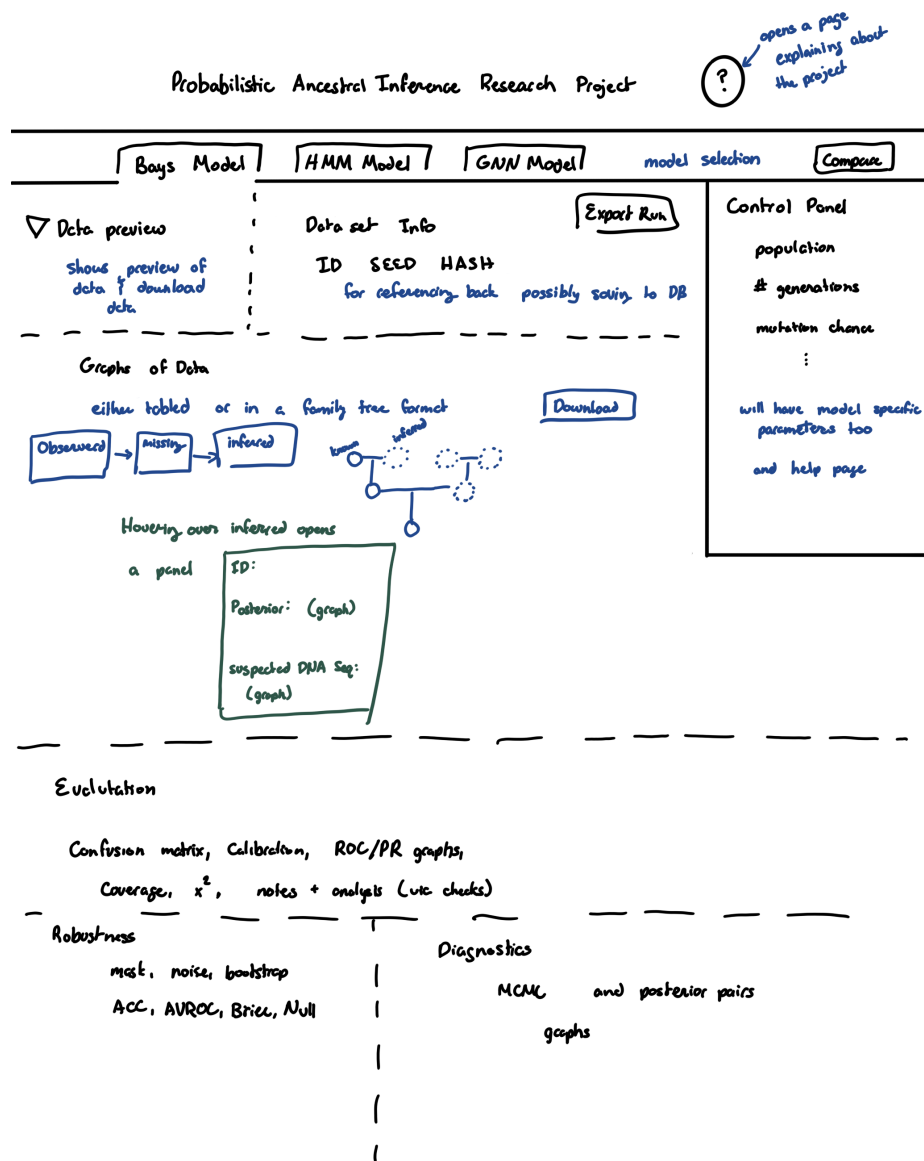 opens a page
explaining about
the project
Probabilistic Ancestral Inference Research Project
?
Bays Model
HMM Model
GNN Model
model selection
Compare
Data preview
shows preview of
data & download
data
Data set Info
Export Run
ID SEED HASH
for referencing back possibly saving to DB
Control Panel
population
# generations
mutation chance
⋮
will have model specific
parameters too
and help page
Graphs of Data
either tabled or in a family tree format
Download
Observered → missing → inferred
known
inferred
Hovering over inferred opens
a panel
ID:
Posterior: (graph)
suspected DNA Seq:
(graph)
Evalutation
Confusion matrix, Calibration, ROC/PR graphs,
Coverage, x², notes + analysis (via checks)
Robustness
mask, noise, bootstrap
ACC, AVROC, Brier, Null
Diagnostics
MCMC and posterior pairs
graphs